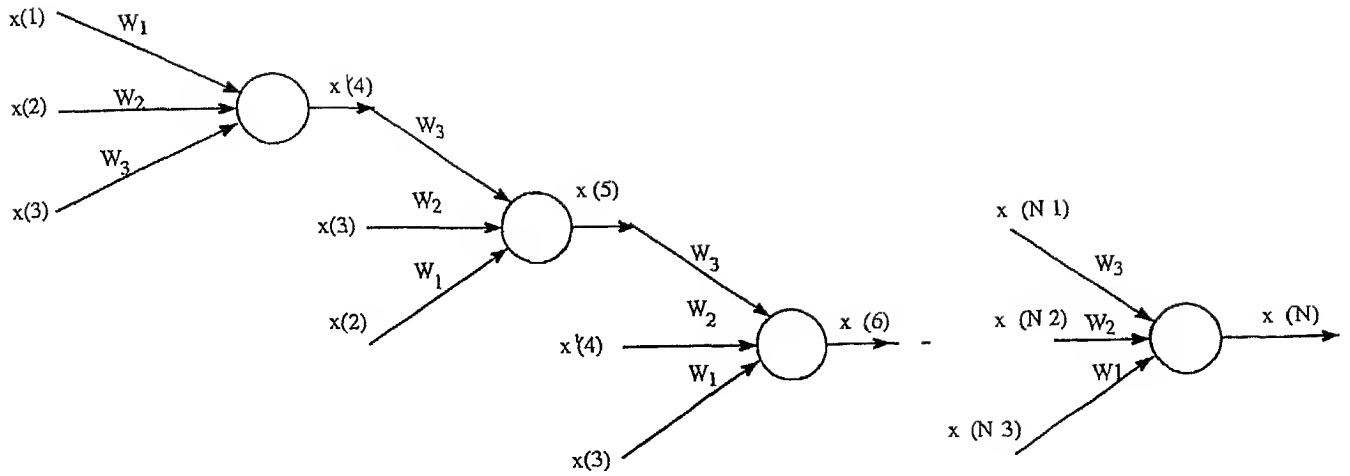 x(1)
W1
x(2)
W2
W3
x(3)
x (4)
W3
x(3)
W2
x (5)
W1
x(2)
W3
W2
x (4)
x (6)
W1
x(3)
x (N 1)
W3
x (N 2)
W2
x (N)
W1
x (N 3)